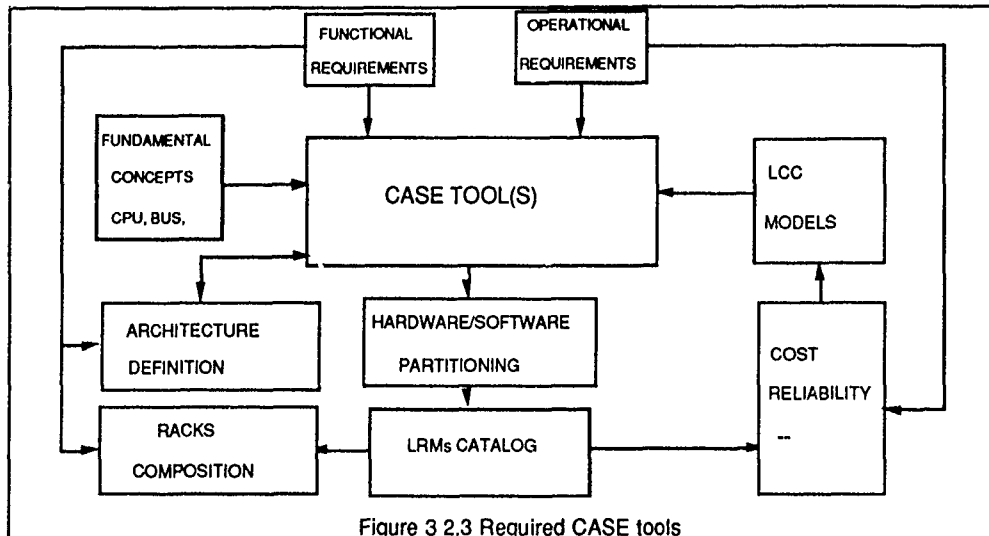 FUNCTIONAL
REQUIREMENTS
OPERATIONAL
REQUIREMENTS
FUNDAMENTAL
CONCEPTS
CPU, BUS,
CASE TOOL(S)
LCC
MODELS
ARCHITECTURE
DEFINITION
HARDWARE/SOFTWARE
PARTITIONING
COST
RELIABILITY
--
RACKS
COMPOSITION
LRMs CATALOG
Figure 3 2.3 Required CASE tools